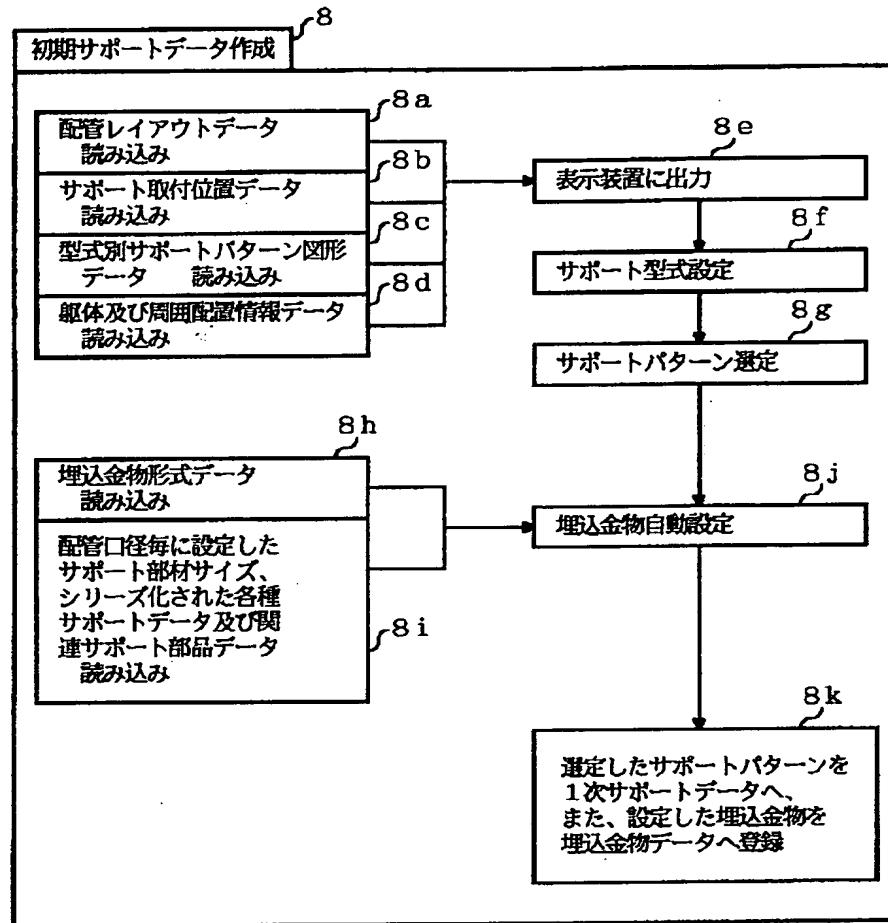 8
初期サポートデータ作成
8a
配管レイアウトデータ
読み込み
8b
サポート取付位置データ
読み込み
8c
型式別サポートパターン図形
データ 読み込み
8d
躯体及び周囲配置情報データ
読み込み
8e
表示装置に出力
8f
サポート型式設定
8g
サポートパターン選定
8h
埋込金物形式データ
読み込み
8i
配管口径毎に設定した
サポート部材サイズ、
シリーズ化された各種
サポートデータ及び関
連サポート部品データ
読み込み
8j
埋込金物自動設定
8k
選定したサポートパターンを
1次サポートデータへ、
また、設定した埋込金物を
埋込金物データへ登録